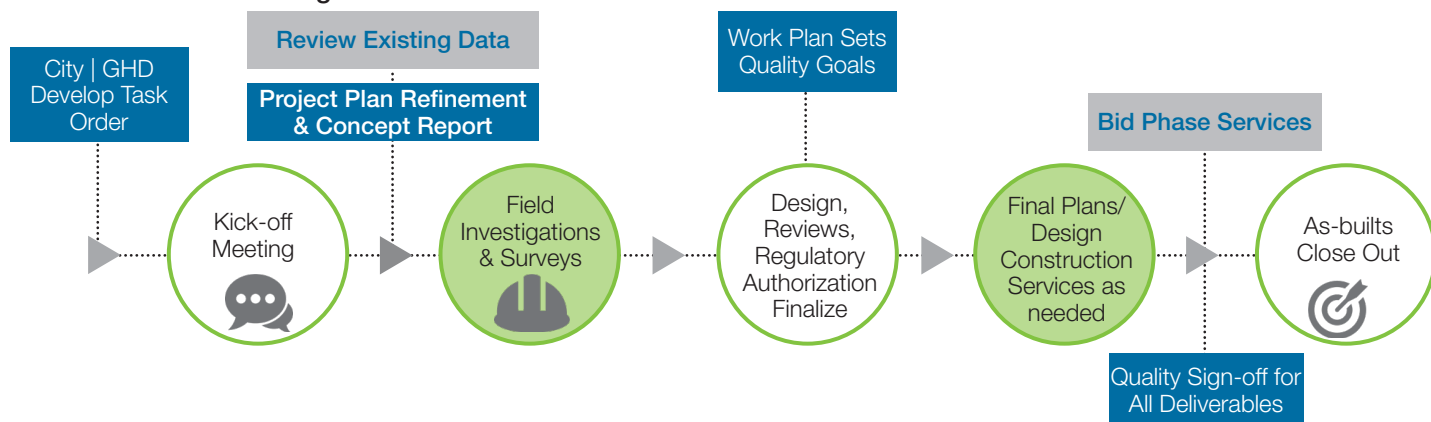 Review Existing Data
City | GHD
Develop Task
Order
Project Plan Refinement
& Concept Report
Work Plan Sets
Quality Goals
Bid Phase Services
Kick-off
Meeting
Field
Investigations
& Surveys
Design,
Reviews,
Regulatory
Authorization
Finalize
Final Plans/
Design
Construction
Services as
needed
As-builts
Close Out
Quality Sign-off for
All Deliverables